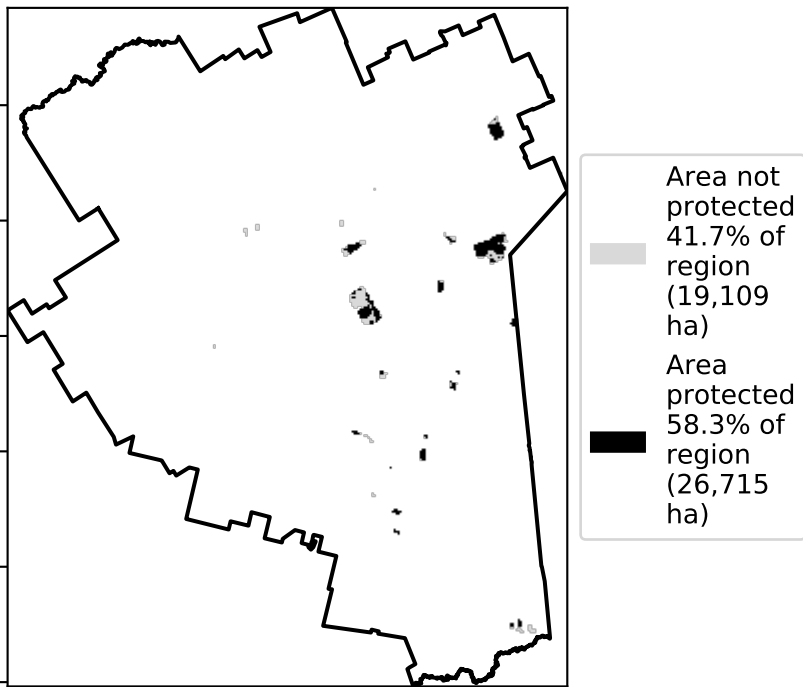 Area not
protected
41.7% of
region
(19,109
ha)
Area
protected
58.3% of
region
(26,715
ha)